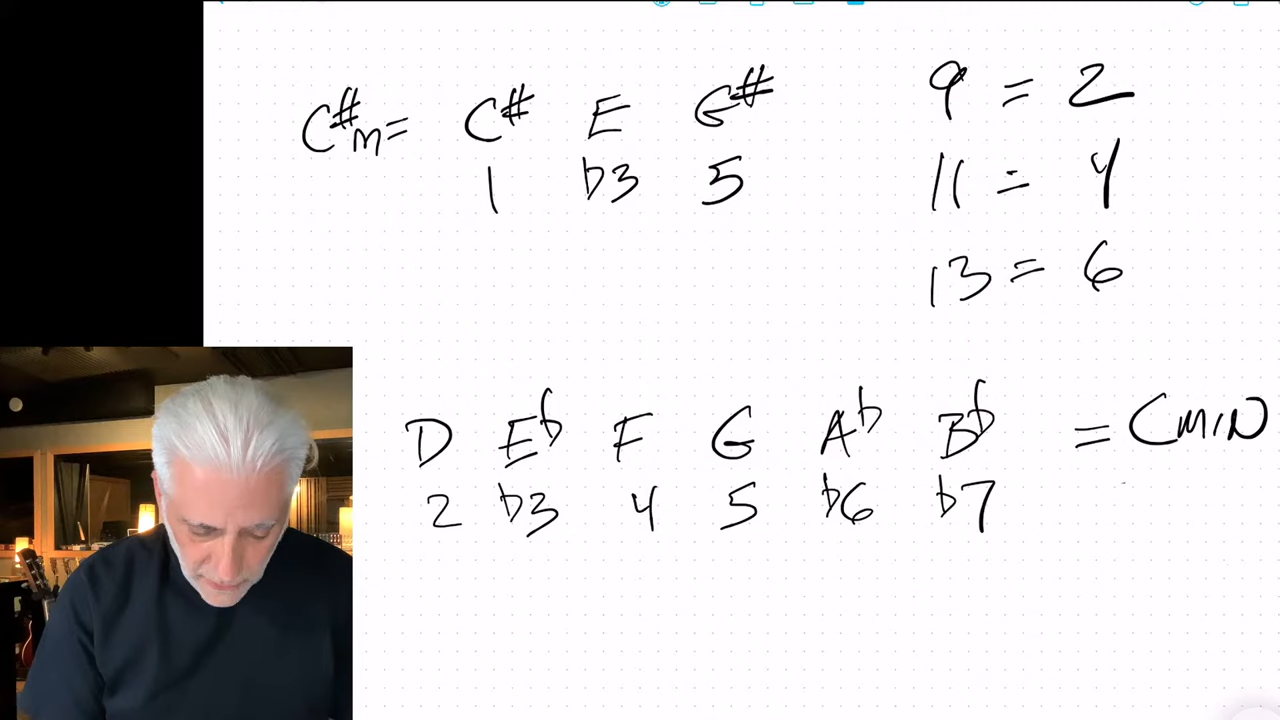 C#m= C# E G# 9 = 2
1 b3 5 11 = 4
13 = 6
D Eb F G Ab Bb = CMIN
2 b3 4 5 b6 b7